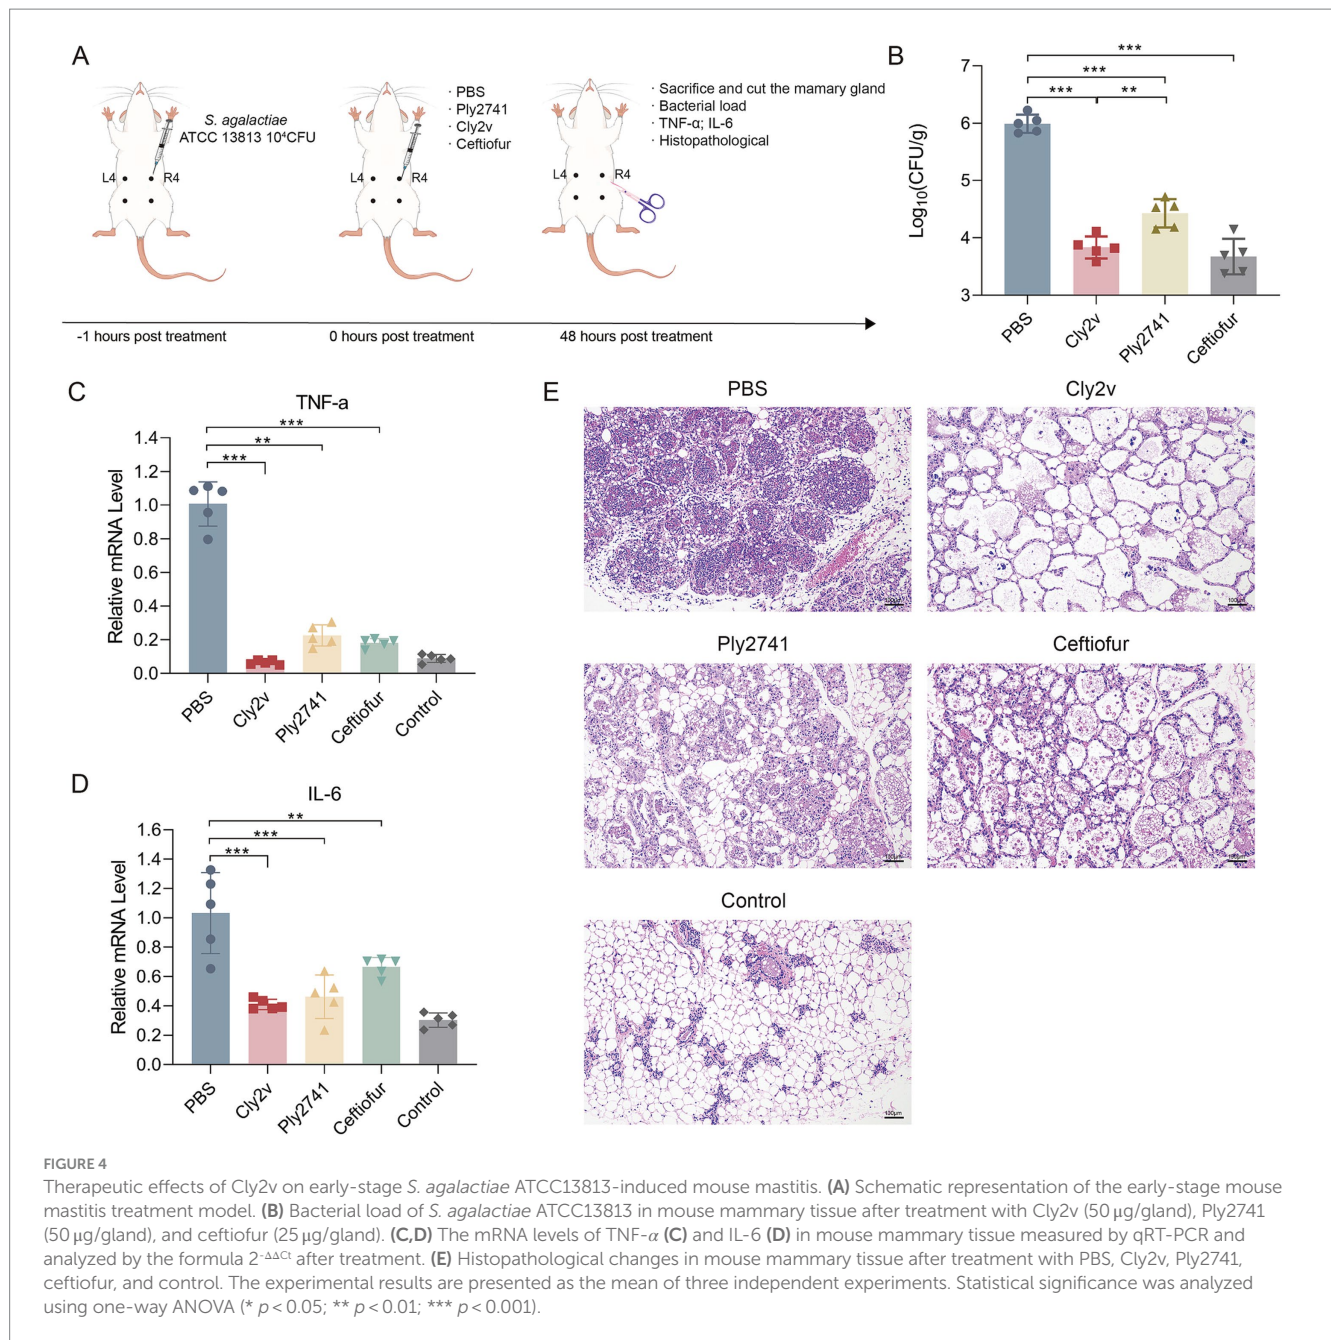 A
S. agalactiae
ATCC 13813 10⁴CFU
L4
R4
· PBS
· Ply2741
· Cly2v
· Ceftiofur
L4
R4
· Sacrifice and cut the mamary gland
· Bacterial load
· TNF-α; IL-6
· Histopathological
L4
R4
-1 hours post treatment
0 hours post treatment
48 hours post treatment
B
Log₁₀(CFU/g)
7
6
5
4
3
***
***
***
**
PBS
Cly2v
Ply2741
Ceftiofur
C
TNF-a
Relative mRNA Level
1.4
1.2
1.0
0.8
0.6
0.4
0.2
0.0
***
**
***
PBS
Cly2v
Ply2741
Ceftiofur
Control
D
IL-6
Relative mRNA Level
1.6
1.4
1.2
1.0
0.8
0.6
0.4
0.2
0.0
**
***
***
PBS
Cly2v
Ply2741
Ceftiofur
Control
E
PBS
100μm
Cly2v
100μm
Ply2741
100μm
Ceftiofur
100μm
Control
100μm
FIGURE 4
Therapeutic effects of Cly2v on early-stage S. agalactiae ATCC13813-induced mouse mastitis. (A) Schematic representation of the early-stage mouse
mastitis treatment model. (B) Bacterial load of S. agalactiae ATCC13813 in mouse mammary tissue after treatment with Cly2v (50 μg/gland), Ply2741
(50 μg/gland), and ceftiofur (25 μg/gland). (C,D) The mRNA levels of TNF-α (C) and IL-6 (D) in mouse mammary tissue measured by qRT-PCR and
analyzed by the formula 2⁻ΔΔCt after treatment. (E) Histopathological changes in mouse mammary tissue after treatment with PBS, Cly2v, Ply2741,
ceftiofur, and control. The experimental results are presented as the mean of three independent experiments. Statistical significance was analyzed
using one-way ANOVA (* p < 0.05; ** p < 0.01; *** p < 0.001).